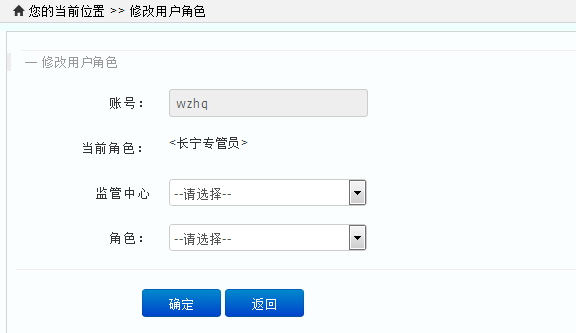 您的当前位置 >> 修改用户角色
— 修改用户角色
账号： wzhq
当前角色： <长宁专管员>
监管中心 --请选择--
角色： --请选择--
确定 返回